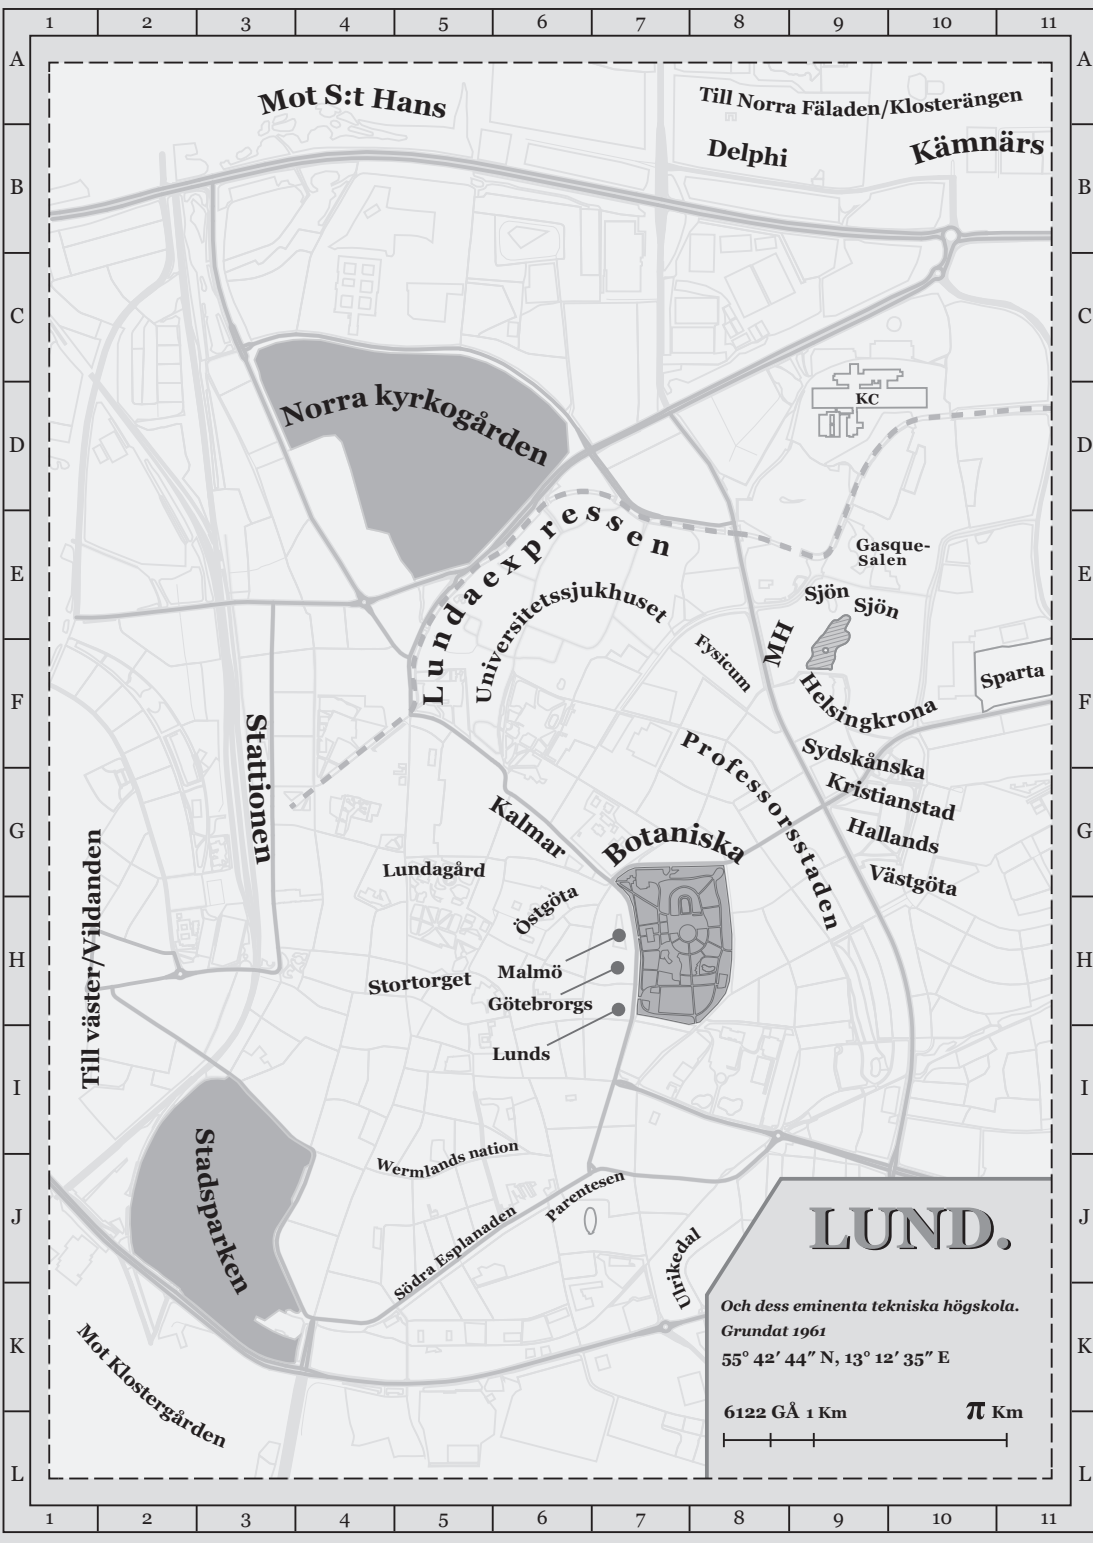 1 2 3 4 5 6 7 8 9 10 11
A A
Mot S:t Hans
Till Norra Fäladen/Klosterängen
Delphi
Kämnärs
B B
C C
Norra kyrkogården
KC
D D
Lundaexpressen
Gasque-
Salen
E E
Universitetssjukhuset
Sjön
Sjön
MH
Fysicum
Sparta
Helsingkrona
F F
Stattionen
Professorsstaden
Sydskånska
Kristianstad
Kalmar
G G
Botaniska
Hallands
Lundagård
Västgöta
Till väster/Vildanden
Östgöta
H H
Malmö
Stortorget
Götebrorgs
Lunds
I I
Stadsparken
Wermlands nation
Parentesen
J J
Södra Esplanaden
Ulrikedal
LUND.
Och dess eminenta tekniska högskola.
Grundat 1961
K K
55° 42′ 44″ N, 13° 12′ 35″ E
Mot Klostergården
6122 GÅ 1 Km π Km
L L
1 2 3 4 5 6 7 8 9 10 11